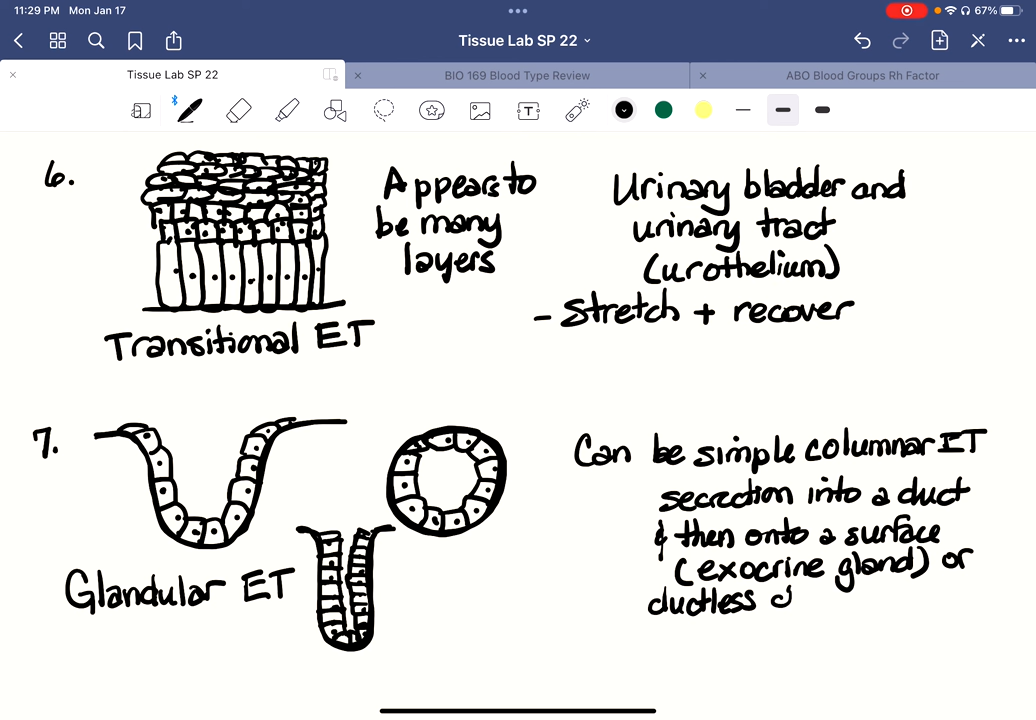 11:29 PM Mon Jan 17
67%
Tissue Lab SP 22
Tissue Lab SP 22
BIO 169 Blood Type Review
ABO Blood Groups Rh Factor
6.
Appears to
be many
layers
Urinary bladder and
urinary tract
(urothelium)
- Stretch + recover
Transitional ET
7.
Glandular ET
Can be simple columnar ET
secretion into a duct
& then onto a surface
(exocrine gland) or
ductless